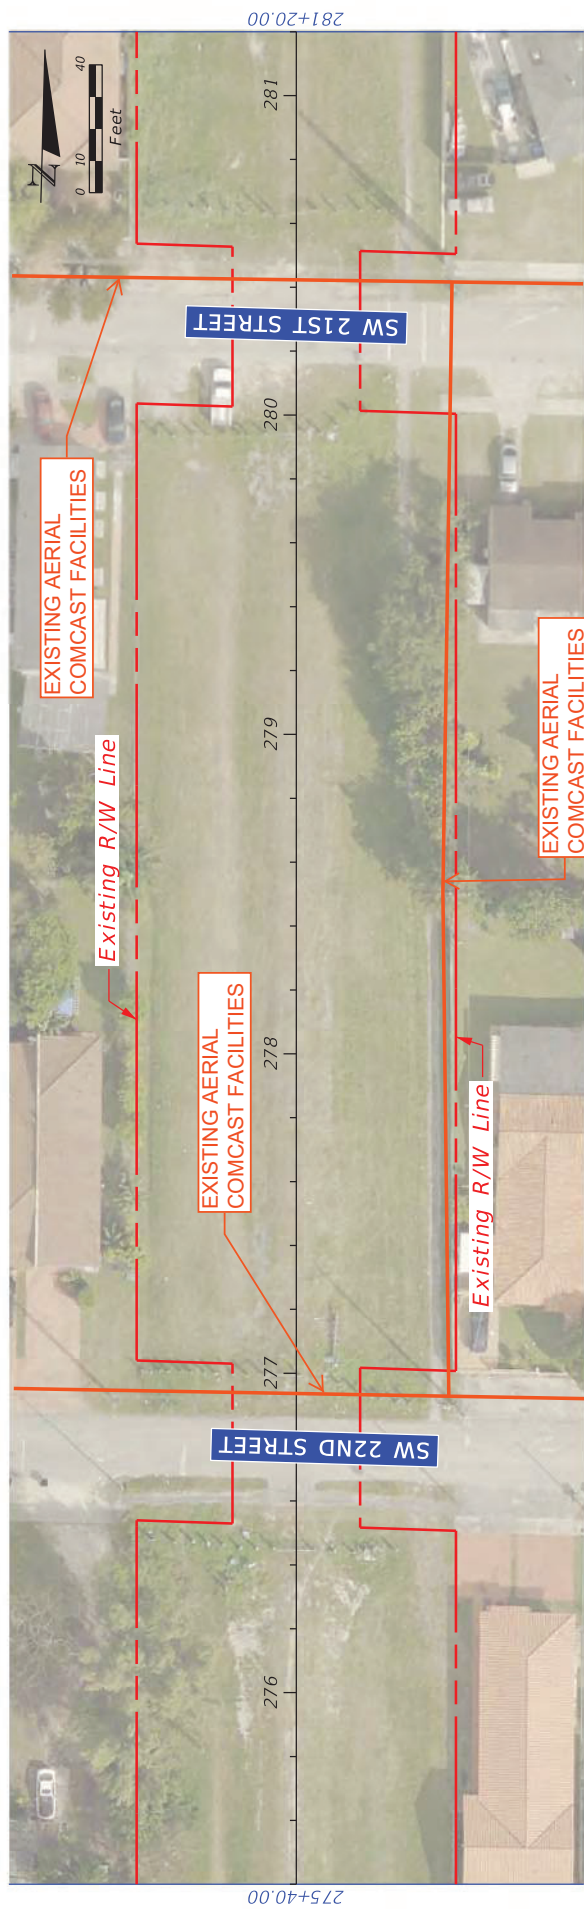 281+20.00
281
40
10
0
Feet
N
SW 21ST STREET
280
EXISTING AERIAL
COMCAST FACILITIES
279
Existing R/W Line
EXISTING AERIAL
COMCAST FACILITIES
278
EXISTING AERIAL
COMCAST FACILITIES
Existing R/W Line
277
SW 22ND STREET
276
275+40.00